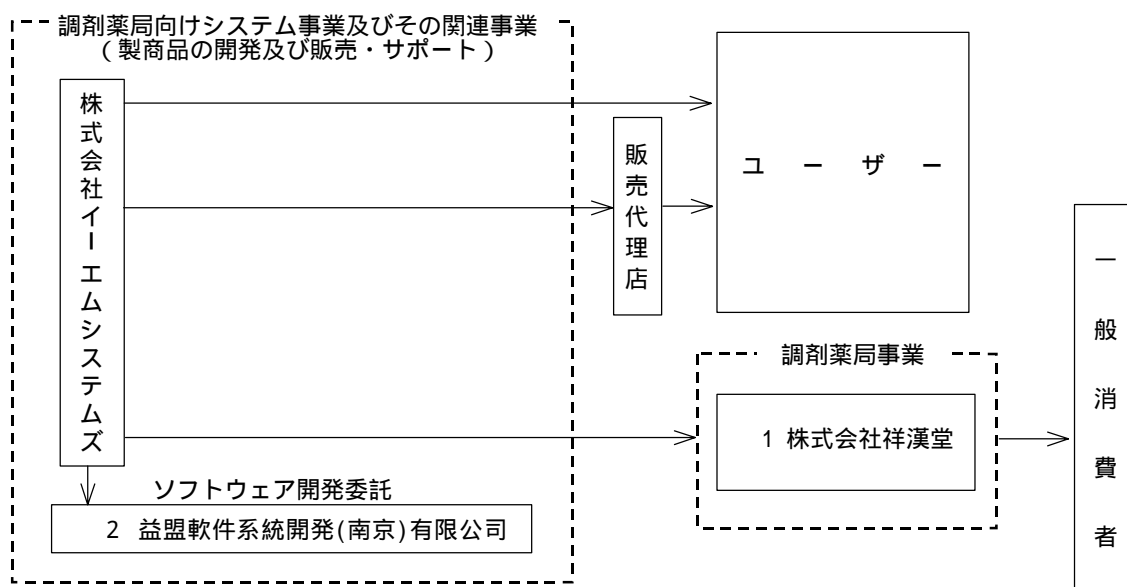 調剤薬局向けシステム事業及びその関連事業
(製商品の開発及び販売・サポート)
株式会社イーエムシステムズ
販売代理店
ユーザー
一般消費者
調剤薬局事業
1 株式会社祥漢堂
ソフトウェア開発委託
2 益盟軟件系統開発(南京)有限公司